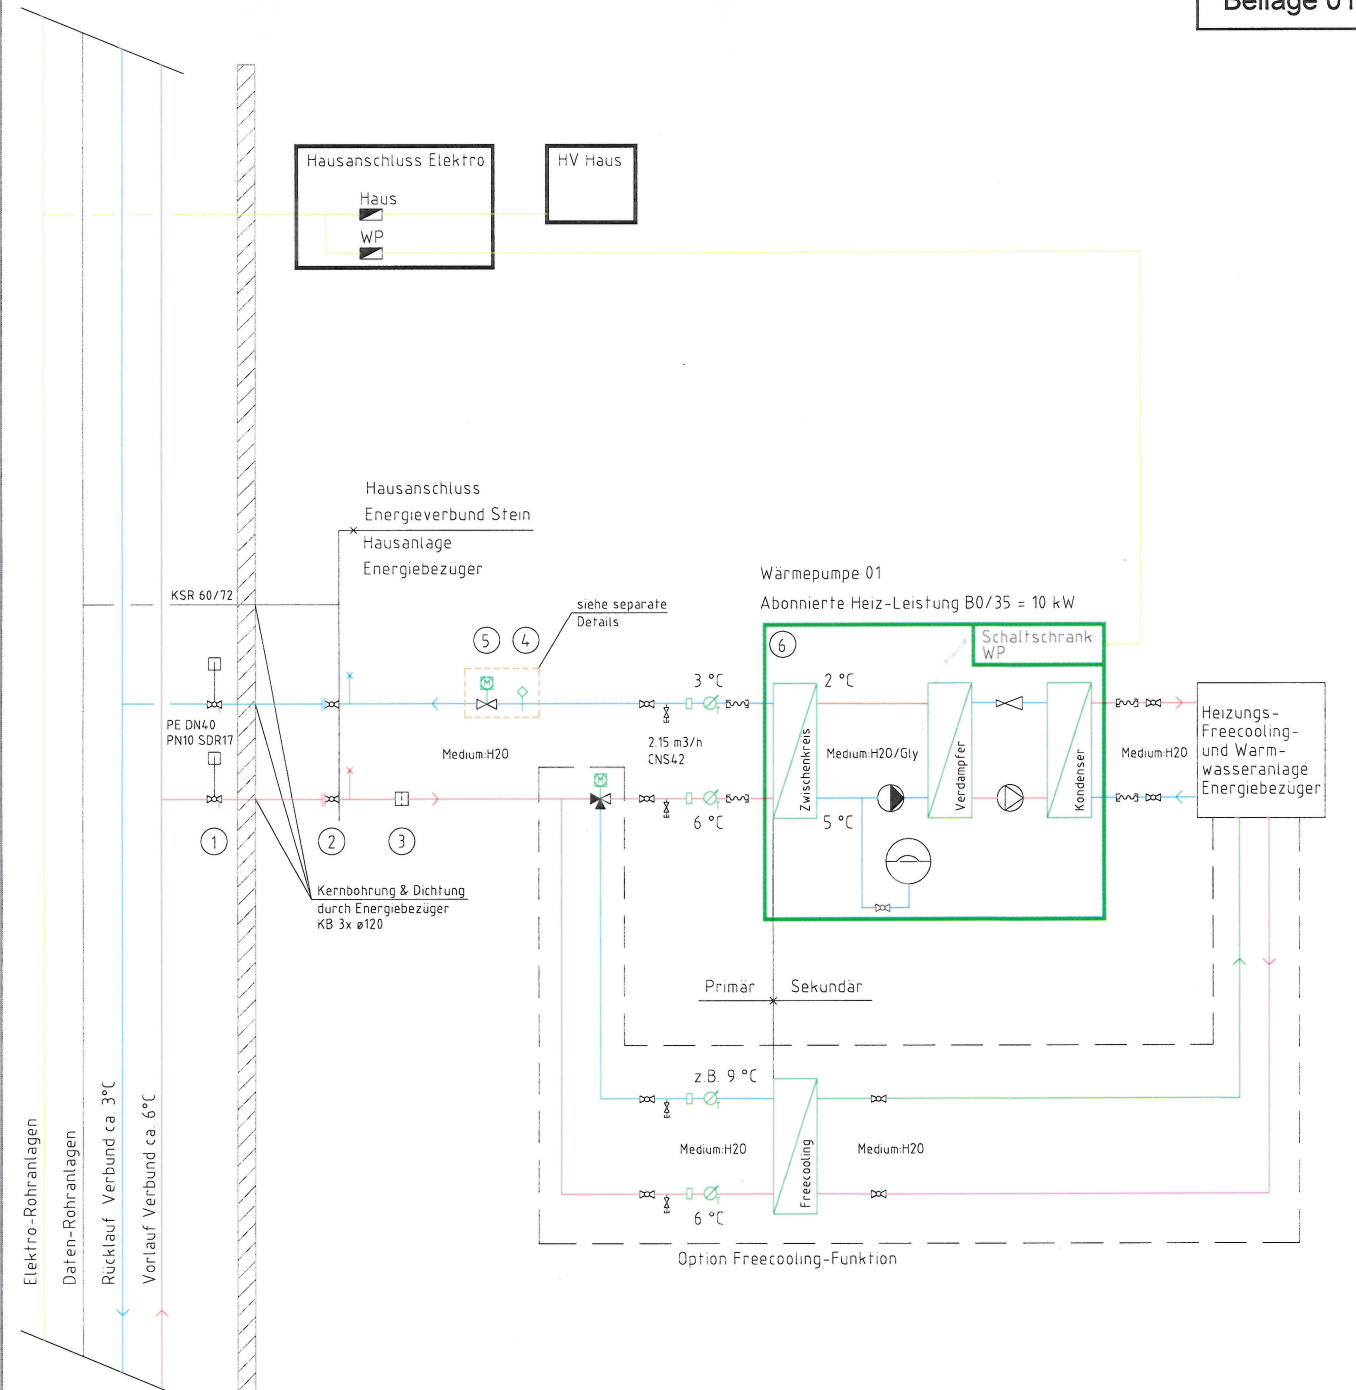 Beilage 01
Hausanschluss Elektro
HV Haus
Haus
WP
Hausanschluss
Energieverbund Stein
Hausanlage
Energiebezüger
Wärmepumpe 01
Abonnierte Heiz-Leistung B0/35 = 10 kW
KSR 60/72
siehe separate
Details
5
4
6
Schaltschrank
WP
3 °C
2 °C
PE DN40
PN10 SDR17
Medium:H2O
2.15 m3/h
CNS42
Zwischenkreis
Medium:H2O/Gly
Verdampfer
Kondenser
Medium:H2O
Heizungs-
Freecooling-
und Warm-
wasseranlage
Energiebezüger
M
M
1
2
3
6 °C
5 °C
Kernbohrung & Dichtung
durch Energiebezüger
KB 3x ø120
Primär
Sekundär
z.B. 9 °C
Medium:H2O
Freecooling
Medium:H2O
6 °C
Option Freecooling-Funktion
Elektro-Rohranlagen
Daten-Rohranlagen
Rücklauf Verbund ca. 3°C
Vorlauf Verbund ca. 6°C